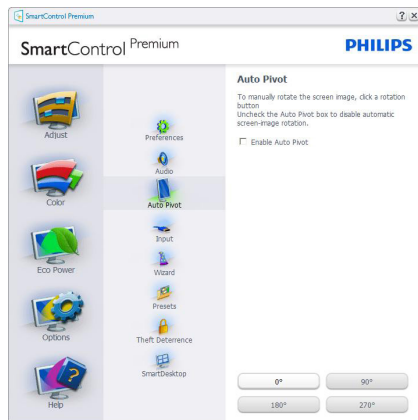 SmartControl Premium
? X
SmartControl Premium
PHILIPS
Adjust
Color
Eco Power
Options
Help
Preferences
Audio
Auto Pivot
Input
Wizard
Presets
Theft Deterrence
SmartDesktop
Auto Pivot
To manually rotate the screen image, click a rotation
button
Uncheck the Auto Pivot box to disable automatic
screen-image rotation.
Enable Auto Pivot
0°
90°
180°
270°